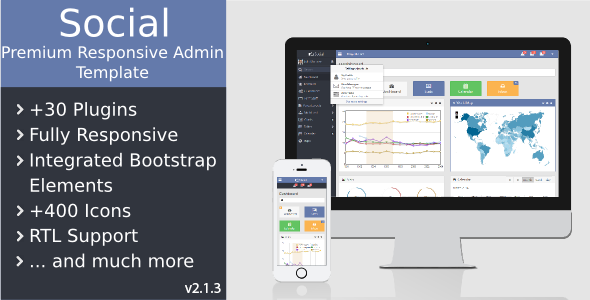 Social
Premium Responsive Admin
Template
+30 Plugins
Fully Responsive
Integrated Bootstrap
Elements
+400 Icons
RTL Support
... and much more
v2.1.3